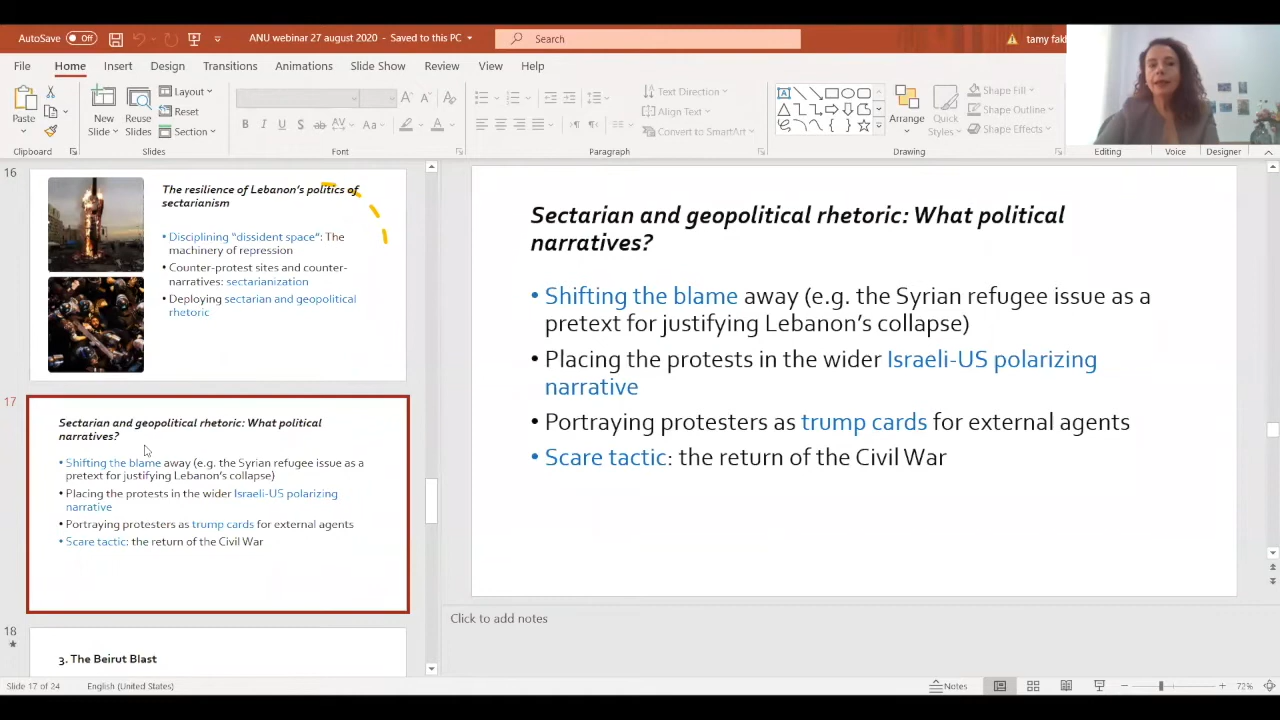 AutoSave Off
ANU webinar 27 august 2020 - Saved to this PC
Search
tamy fak
File Home Insert Design Transitions Animations Slide Show Review View Help
Paste
New Slide
Reuse Slides
Layout
Reset
Section
B I U S ab AV Aa A
Text Direction
Align Text
Convert to SmartArt
Arrange
Quick Styles
Shape Fill
Shape Outline
Shape Effects
Clipboard Slides Font Paragraph Drawing Editing Voice Designer
16
The resilience of Lebanon's politics of
sectarianism
• Disciplining "dissident space": The
machinery of repression
• Counter-protest sites and counter-
narratives: sectarianization
• Deploying sectarian and geopolitical
rhetoric
17
Sectarian and geopolitical rhetoric: What political
narratives?
• Shifting the blame away (e.g. the Syrian refugee issue as a
pretext for justifying Lebanon's collapse)
• Placing the protests in the wider Israeli-US polarizing
narrative
• Portraying protesters as trump cards for external agents
• Scare tactic: the return of the Civil War
18
3. The Beirut Blast
Sectarian and geopolitical rhetoric: What political
narratives?
• Shifting the blame away (e.g. the Syrian refugee issue as a
pretext for justifying Lebanon's collapse)
• Placing the protests in the wider Israeli-US polarizing
narrative
• Portraying protesters as trump cards for external agents
• Scare tactic: the return of the Civil War
Click to add notes
Slide 17 of 24 English (United States) Notes 72%